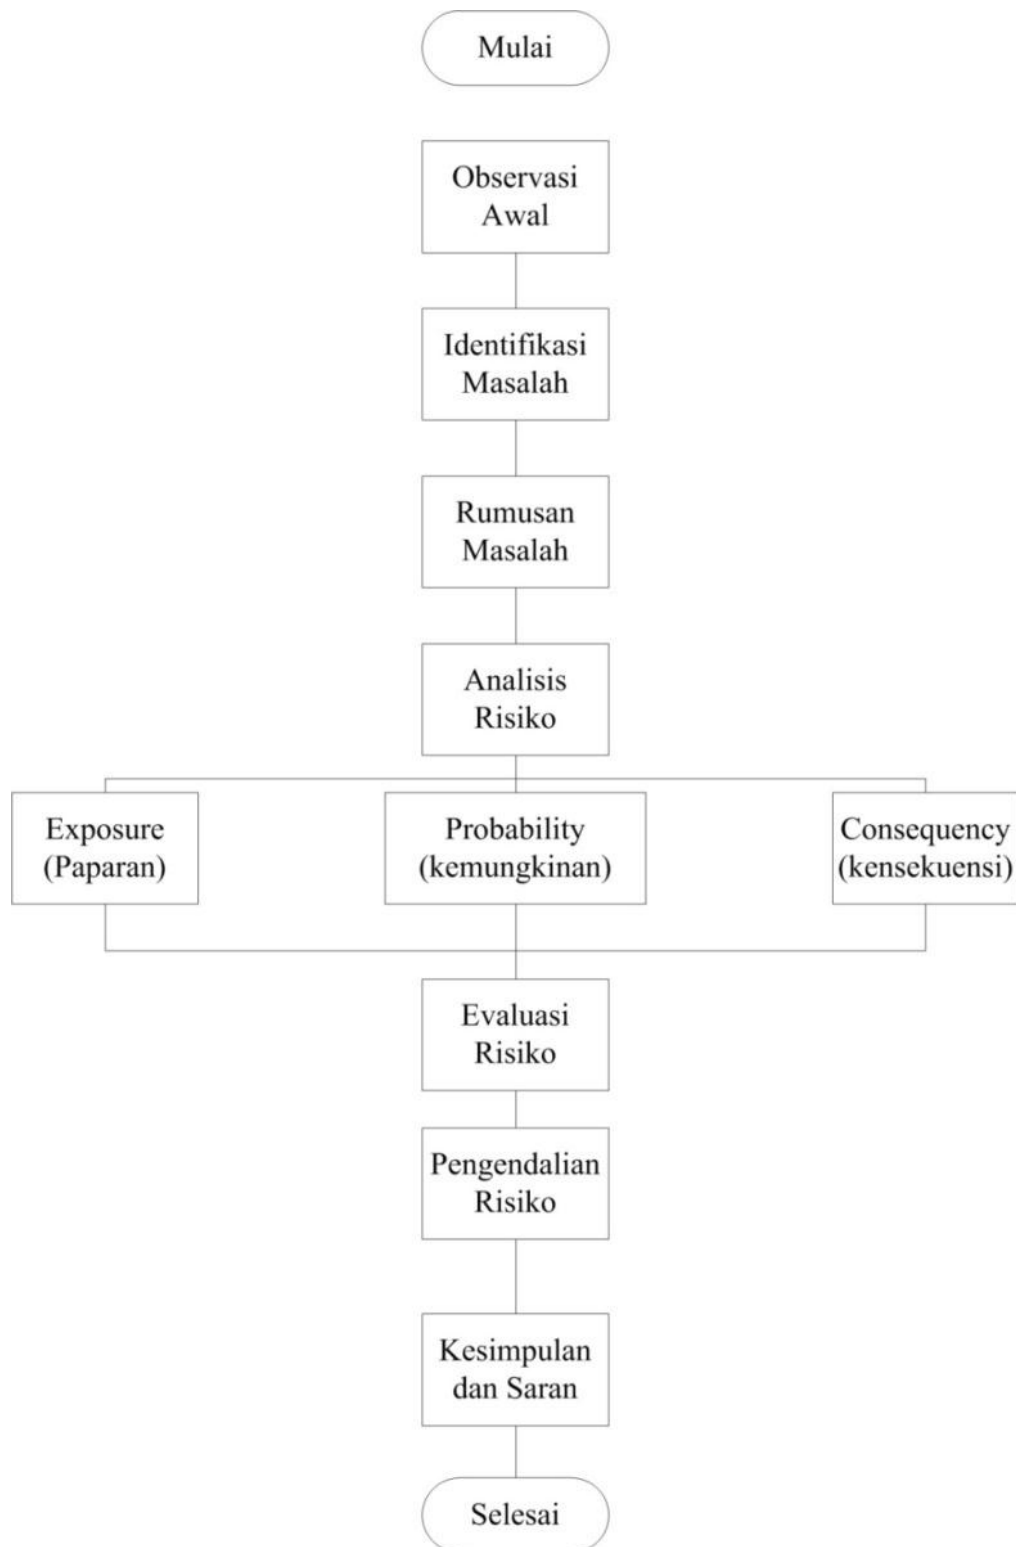 Mulai
Observasi
Awal
Identifikasi
Masalah
Rumusan
Masalah
Analisis
Risiko
Exposure
(Paparan)
Probability
(kemungkinan)
Consequency
(kensekuensi)
Evaluasi
Risiko
Pengendalian
Risiko
Kesimpulan
dan Saran
Selesai